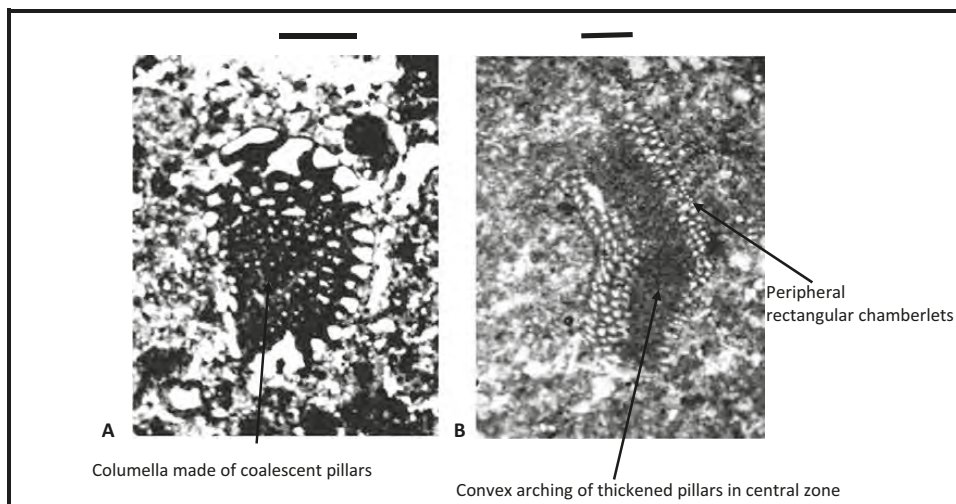 Peripheral
rectangular chamberlets
A
B
Columella made of coalescent pillars
Convex arching of thickened pillars in central zone